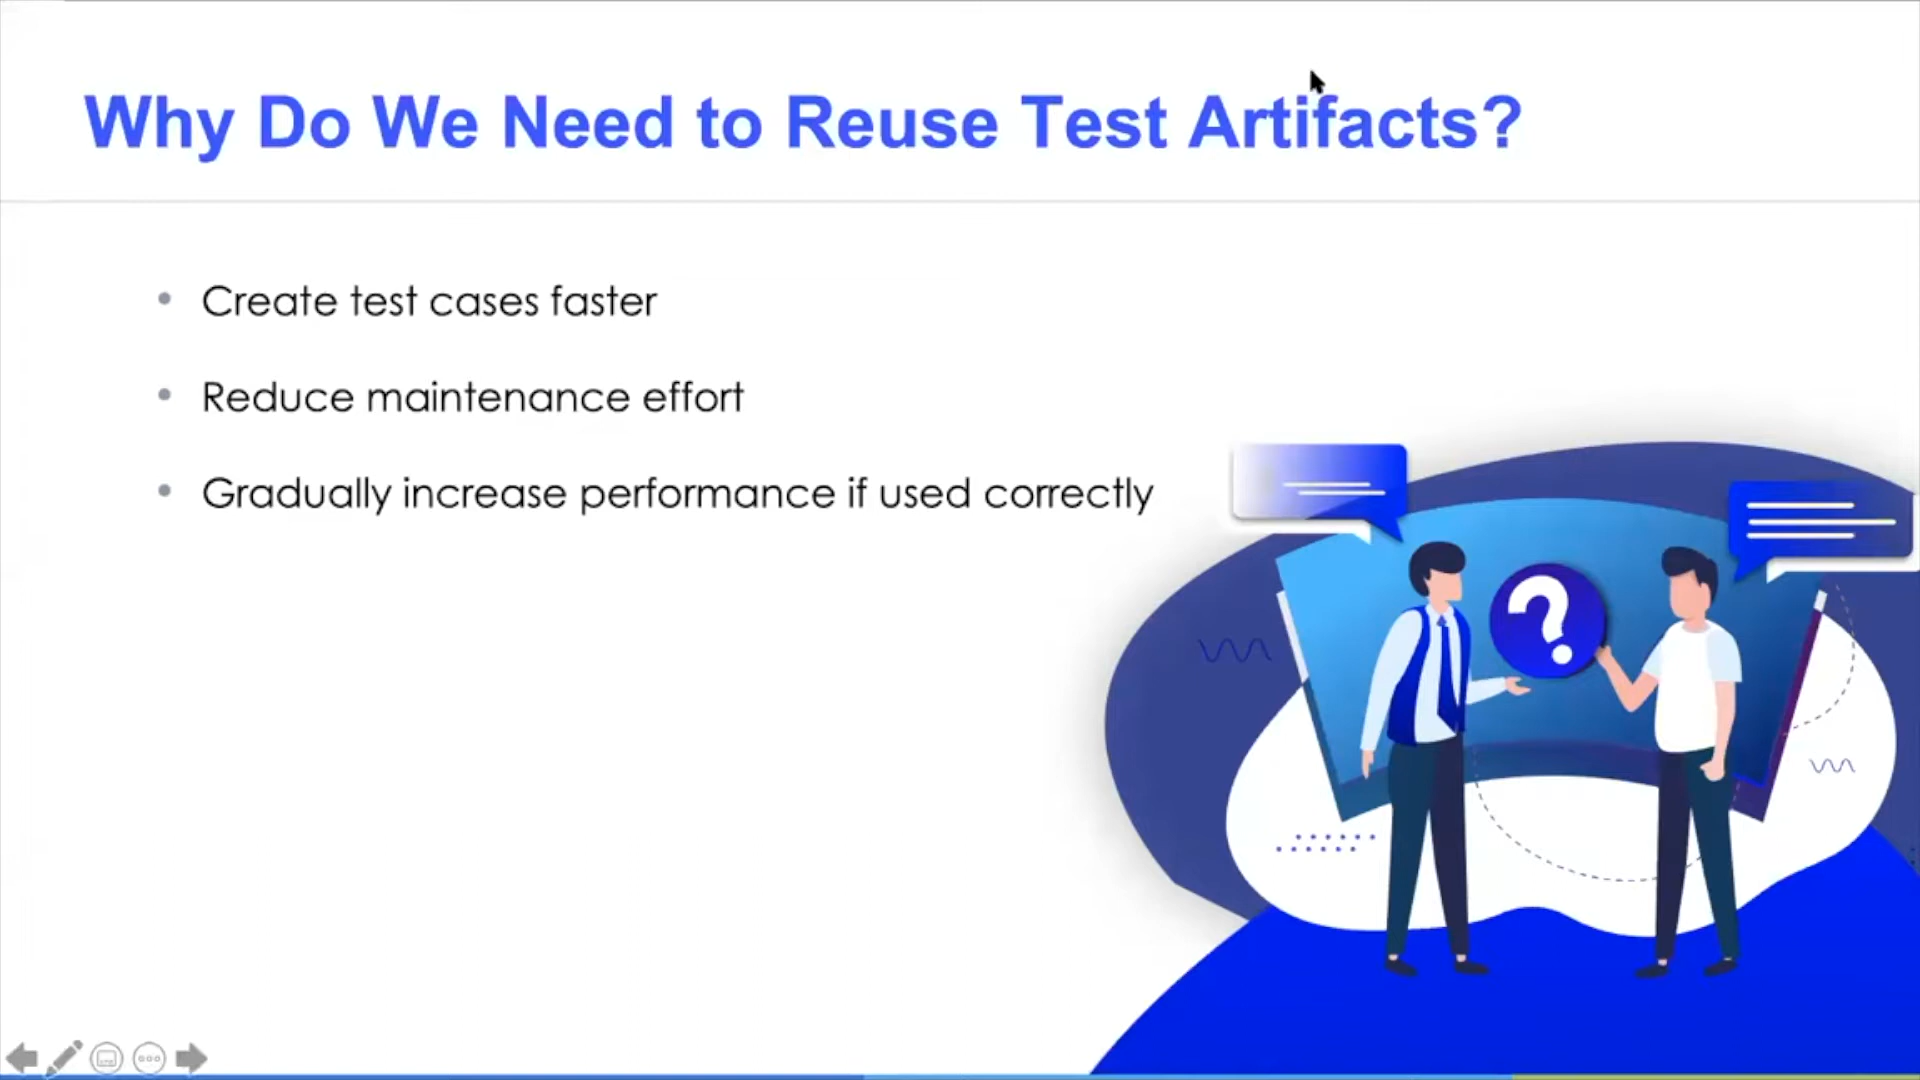 Why Do We Need to Reuse Test Artifacts?
• Create test cases faster
• Reduce maintenance effort
• Gradually increase performance if used correctly
?